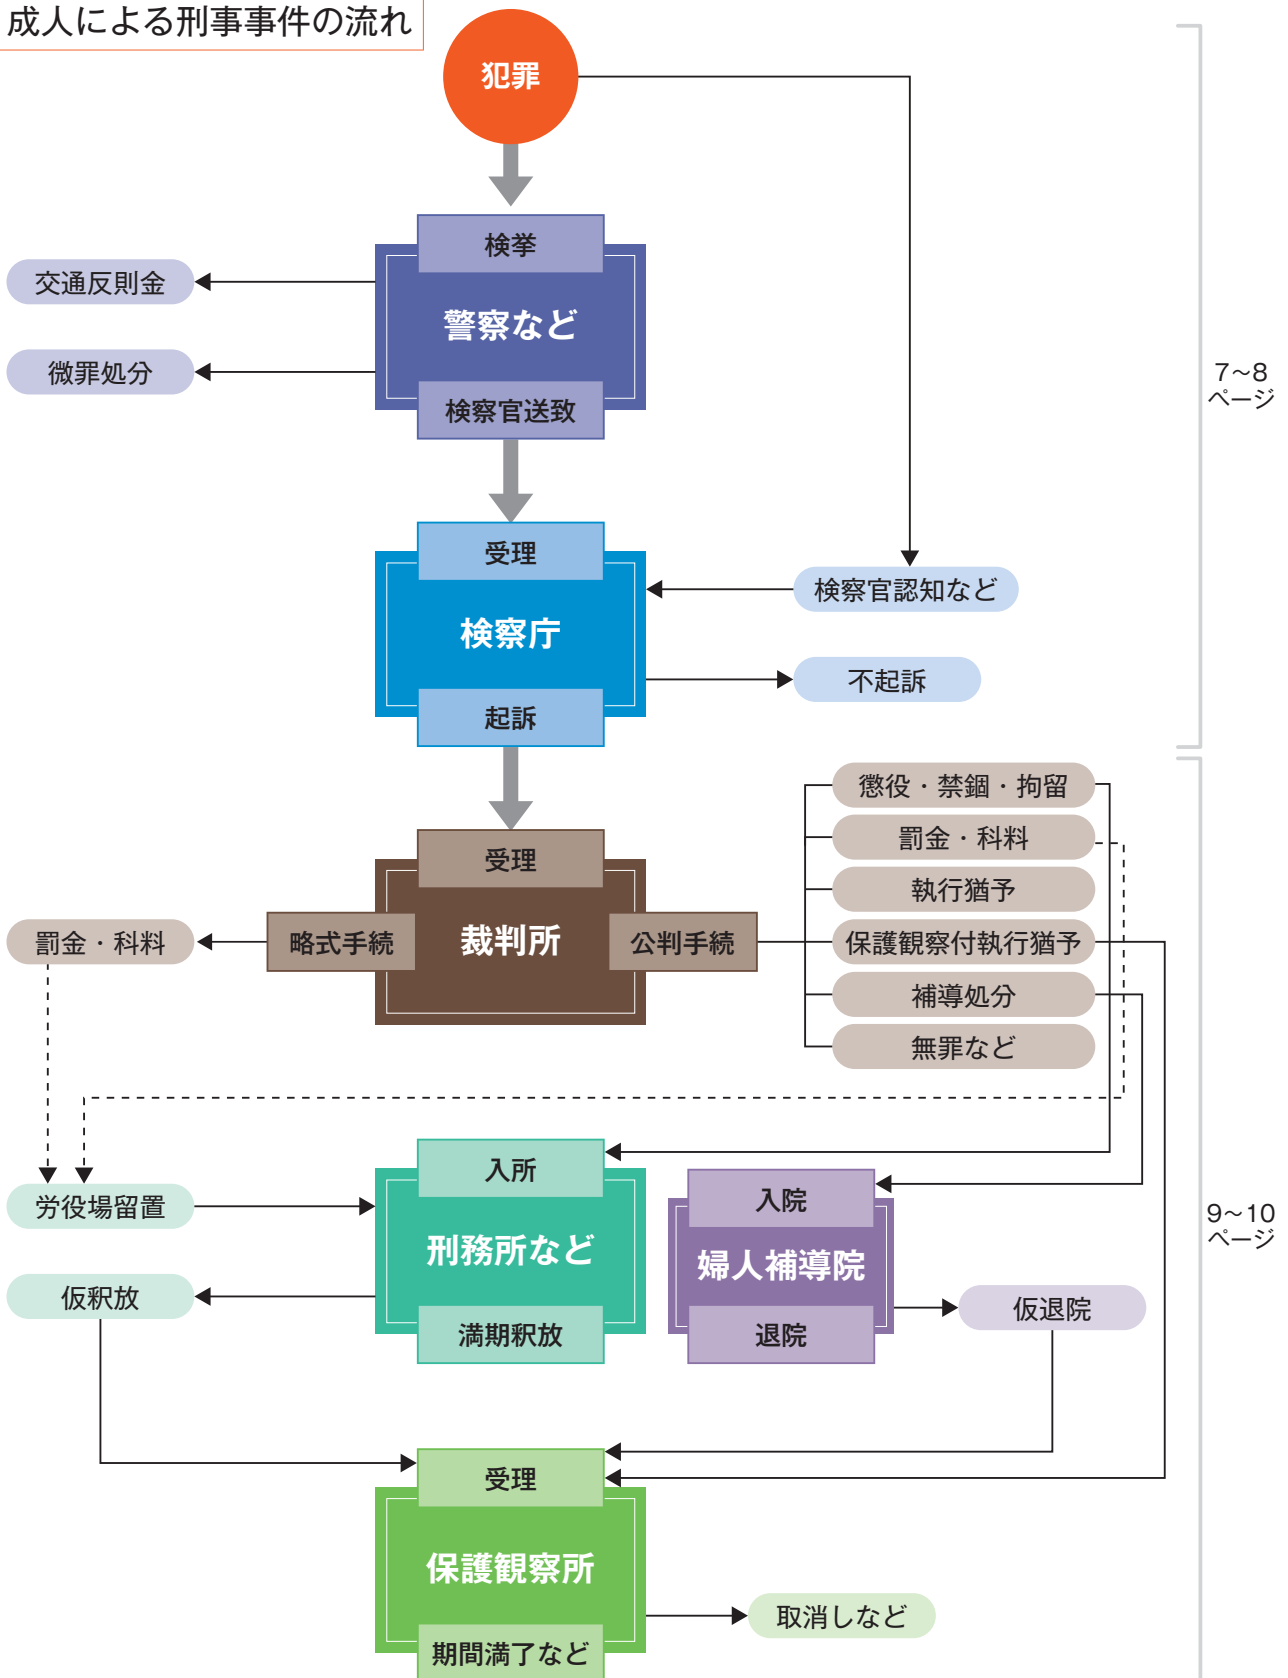 成人による刑事事件の流れ
犯罪
検挙
交通反則金
警察など
微罪処分
検察官送致
7〜8
ページ
受理
検察官認知など
検察庁
不起訴
起訴
懲役・禁錮・拘留
罰金・科料
受理
執行猶予
罰金・科料
略式手続
裁判所
公判手続
保護観察付執行猶予
補導処分
無罪など
入所
労役場留置
入院
9〜10
ページ
刑務所など
婦人補導院
仮釈放
仮退院
満期釈放
退院
受理
保護観察所
取消しなど
期間満了など